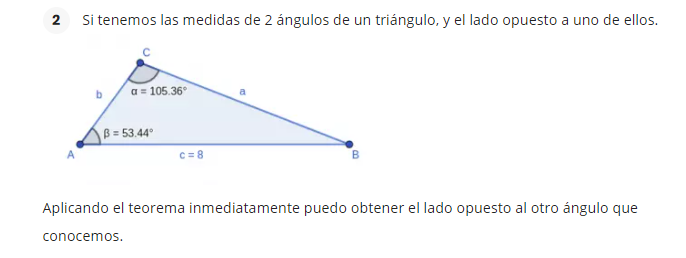 2 Si tenemos las medidas de 2 ángulos de un triángulo, y el lado opuesto a uno de ellos.
C
b
α = 105.36°
a
β = 53.44°
A
c = 8
B
Aplicando el teorema inmediatamente puedo obtener el lado opuesto al otro ángulo que
conocemos.